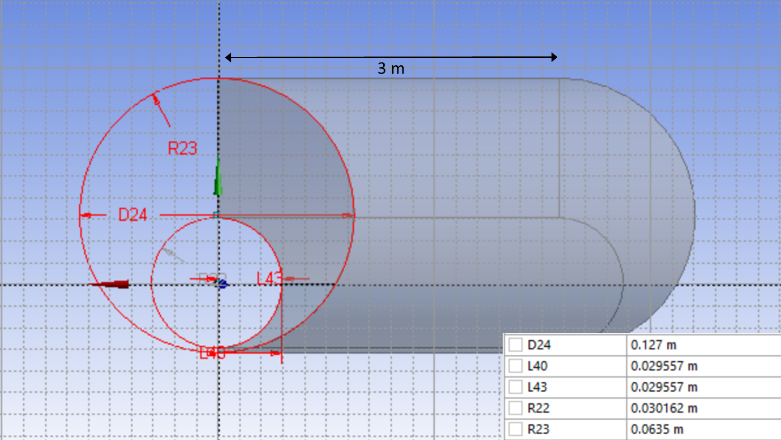 3 m
R23
D24
L43
L40
D24 0.127 m
L40 0.029557 m
L43 0.029557 m
R22 0.030162 m
R23 0.0635 m